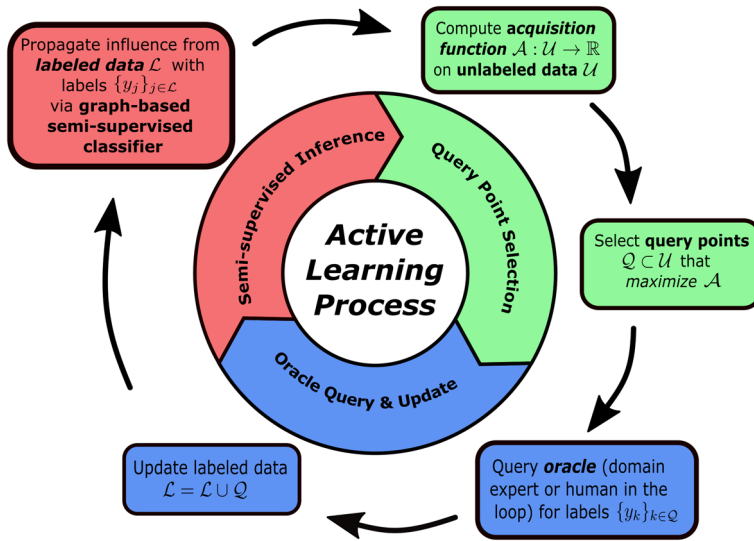 Propagate influence from
labeled data ℒ with
labels {y_j}_{j∈ℒ}
via graph-based
semi-supervised
classifier
Compute acquisition
function 𝒜 : 𝒰 → ℝ
on unlabeled data 𝒰
Semi-supervised Inference
Query Point Selection
Active
Learning
Process
Select query points
𝒬 ⊂ 𝒰 that
maximize 𝒜
Oracle Query & Update
Update labeled data
ℒ = ℒ ∪ 𝒬
Query oracle (domain
expert or human in the
loop) for labels {y_k}_{k∈𝒬}